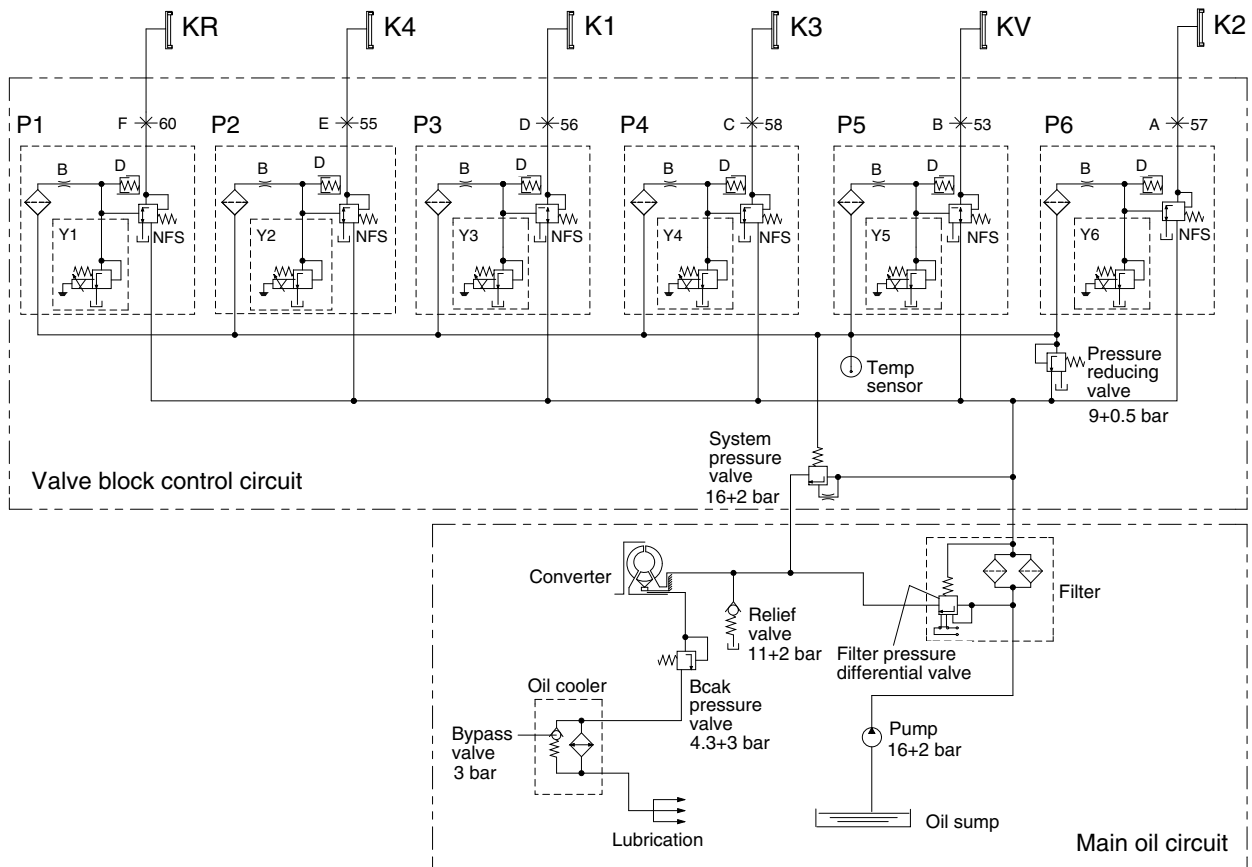 KR
K4
K1
K3
KV
K2
P1
F
60
P2
E
55
P3
D
56
P4
C
58
P5
B
53
P6
A
57
B
D
B
D
B
D
B
D
B
D
B
D
Y1
NFS
Y2
NFS
Y3
NFS
Y4
NFS
Y5
NFS
Y6
NFS
Temp
sensor
Pressure
reducing
valve
9+0.5 bar
System
pressure
valve
16+2 bar
Valve block control circuit
Converter
Relief
valve
11+2 bar
Filter
Filter pressure
differential valve
Bcak
pressure
valve
4.3+3 bar
Oil cooler
Bypass
valve
3 bar
Pump
16+2 bar
Lubrication
Oil sump
Main oil circuit